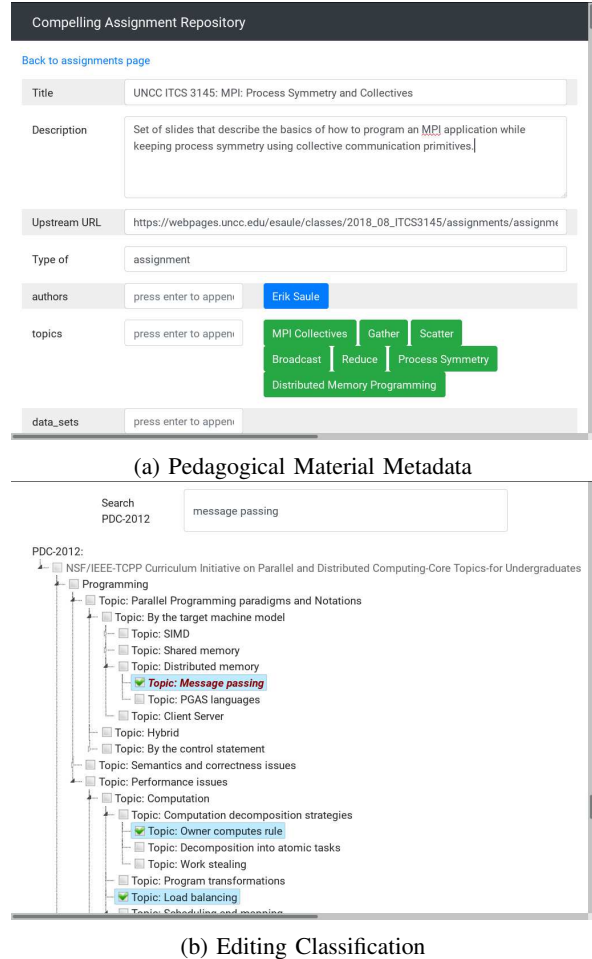 Compelling Assignment Repository
Back to assignments page
Title
UNCC ITCS 3145: MPI: Process Symmetry and Collectives
Description
Set of slides that describe the basics of how to program an MPI application while
keeping process symmetry using collective communication primitives.
Upstream URL
https://webpages.uncc.edu/esaule/classes/2018_08_ITCS3145/assignments/assignme
Type of
assignment
authors
press enter to appen
Erik Saule
topics
press enter to appen
MPI Collectives Gather Scatter
Broadcast Reduce Process Symmetry
Distributed Memory Programming
data_sets
press enter to appen
(a) Pedagogical Material Metadata
Search
PDC-2012
message passing
PDC-2012:
NSF/IEEE-TCPP Curriculum Initiative on Parallel and Distributed Computing-Core Topics-for Undergraduates
Programming
Topic: Parallel Programming paradigms and Notations
Topic: By the target machine model
Topic: SIMD
Topic: Shared memory
Topic: Distributed memory
Topic: Message passing
Topic: PGAS languages
Topic: Client Server
Topic: Hybrid
Topic: By the control statement
Topic: Semantics and correctness issues
Topic: Performance issues
Topic: Computation
Topic: Computation decomposition strategies
Topic: Owner computes rule
Topic: Decomposition into atomic tasks
Topic: Work stealing
Topic: Program transformations
Topic: Load balancing
Topic: Scheduling and mapping
(b) Editing Classification